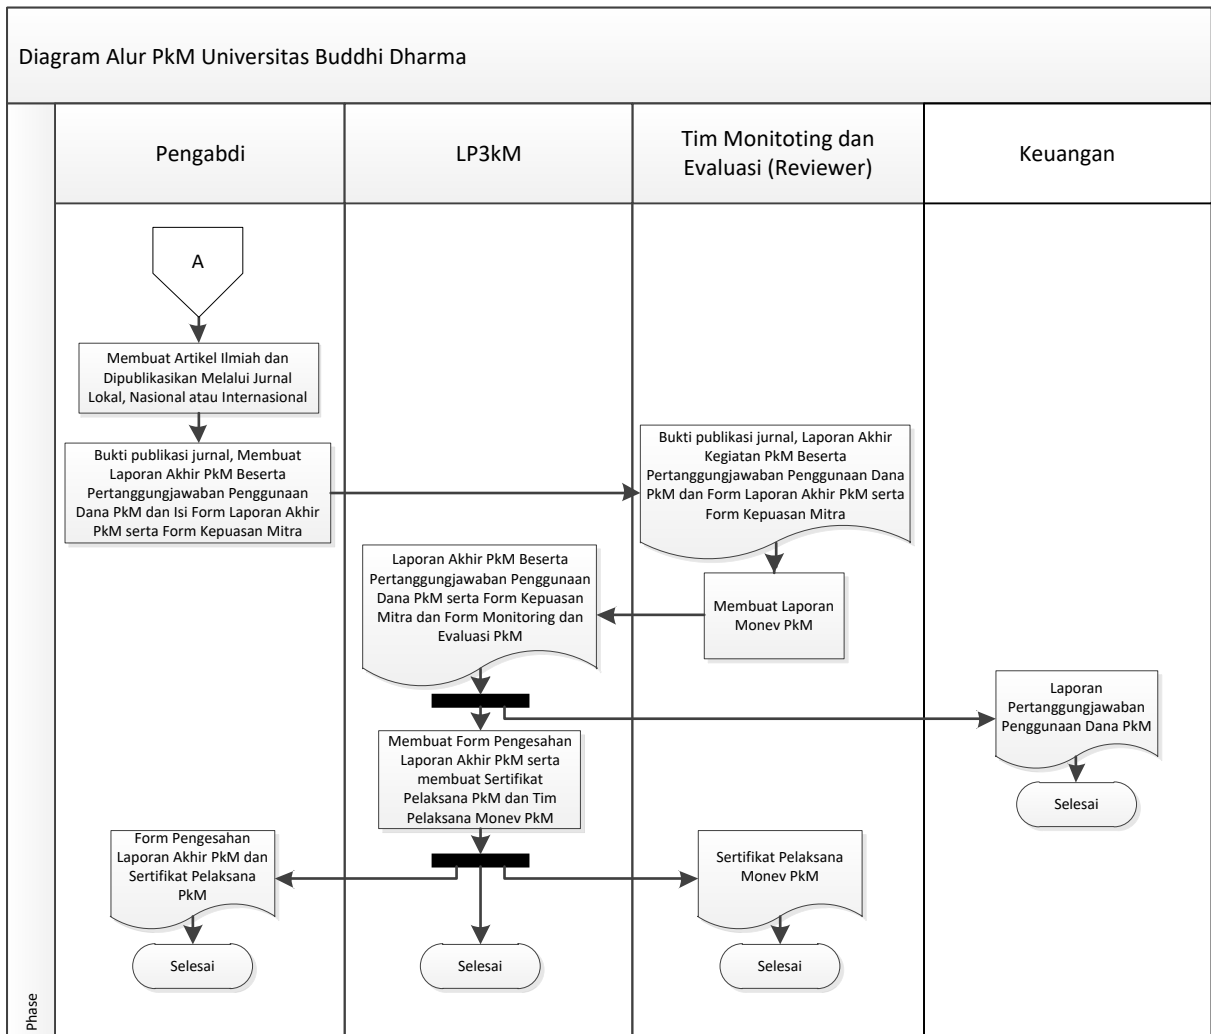 Diagram Alur PkM Universitas Buddhi Dharma
Pengabdi
LP3kM
Tim Monitoting dan
Evaluasi (Reviewer)
Keuangan
A
Membuat Artikel Ilmiah dan
Dipublikasikan Melalui Jurnal
Lokal, Nasional atau Internasional
Bukti publikasi jurnal, Membuat
Laporan Akhir PkM Beserta
Pertanggungjawaban Penggunaan
Dana PkM dan Isi Form Laporan Akhir
PkM serta Form Kepuasan Mitra
Bukti publikasi jurnal, Laporan Akhir
Kegiatan PkM Beserta
Pertanggungjawaban Penggunaan Dana
PkM dan Form Laporan Akhir PkM serta
Form Kepuasan Mitra
Membuat Laporan
Monev PkM
Laporan Akhir PkM Beserta
Pertanggungjawaban Penggunaan
Dana PkM serta Form Kepuasan
Mitra dan Form Monitoring dan
Evaluasi PkM
Laporan
Pertanggungjawaban
Penggunaan Dana PkM
Selesai
Membuat Form Pengesahan
Laporan Akhir PkM serta
membuat Sertifikat
Pelaksana PkM dan Tim
Pelaksana Monev PkM
Form Pengesahan
Laporan Akhir PkM dan
Sertifikat Pelaksana
PkM
Sertifikat Pelaksana
Monev PkM
Selesai
Selesai
Selesai
Phase